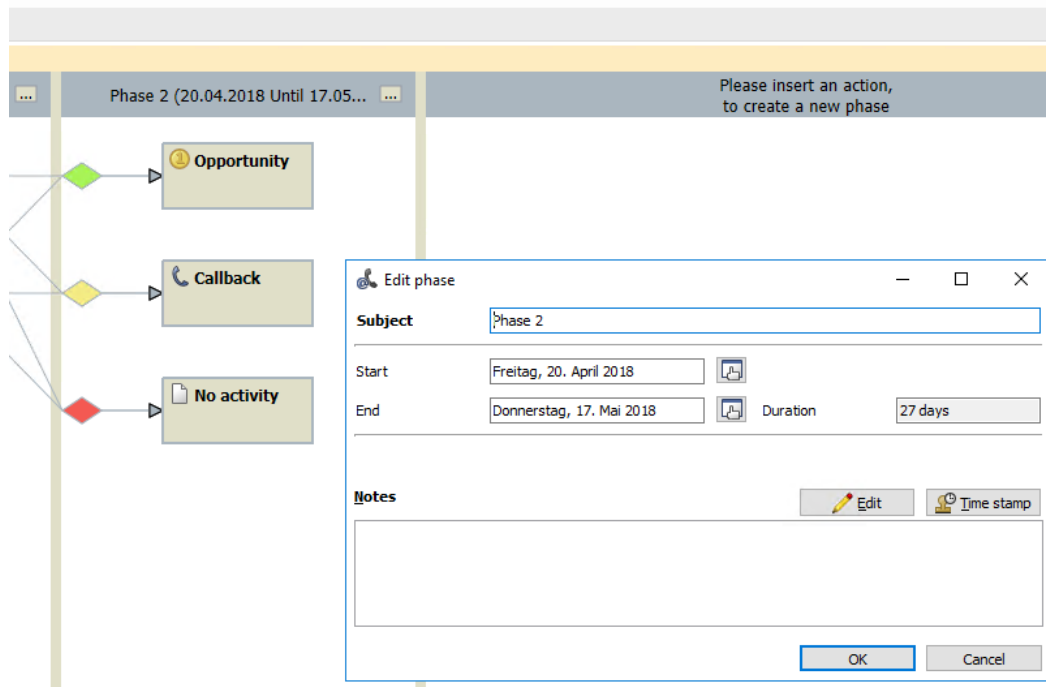 ...
Phase 2 (20.04.2018 Until 17.05... ...
Please insert an action,
to create a new phase
1 Opportunity
Callback
No activity
Edit phase
Subject Phase 2
Start Freitag, 20. April 2018
End Donnerstag, 17. Mai 2018 Duration 27 days
Notes Edit Time stamp
OK Cancel